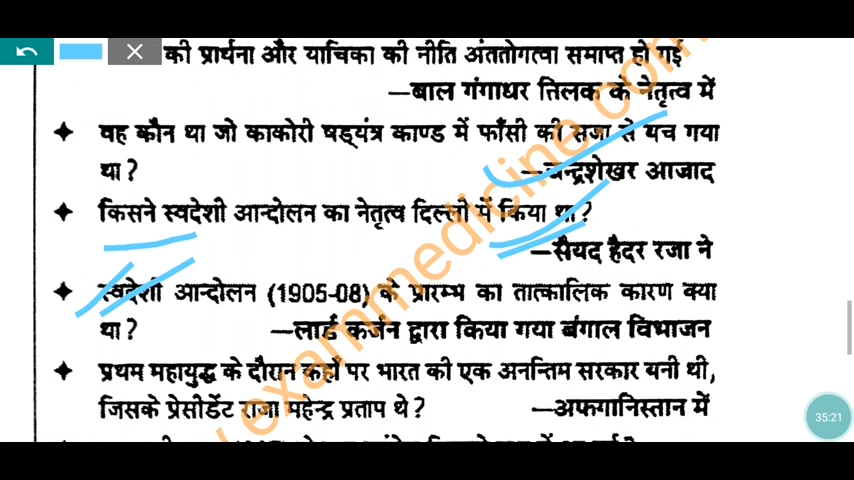 की प्रार्थना और याचिका की नीति अंततोगत्वा समाप्त हो गई
—बाल गंगाधर तिलक के नेतृत्व में
✦ वह कौन था जो काकोरी षड्यंत्र काण्ड में फाँसी की सजा से बच गया
था? —चन्द्रशेखर आजाद
✦ किसने स्वदेशी आन्दोलन का नेतृत्व दिल्ली में किया था?
—सैयद हैदर रजा ने
✦ स्वदेशी आन्दोलन (1905-08) के प्रारम्भ का तात्कालिक कारण क्या
था? —लार्ड कर्जन द्वारा किया गया बंगाल विभाजन
✦ प्रथम महायुद्ध के दौरान कहाँ पर भारत की एक अनन्तिम सरकार बनी थी,
जिसके प्रेसीडेंट राजा महेन्द्र प्रताप थे? —अफगानिस्तान में
.exammedicine.com
35:21